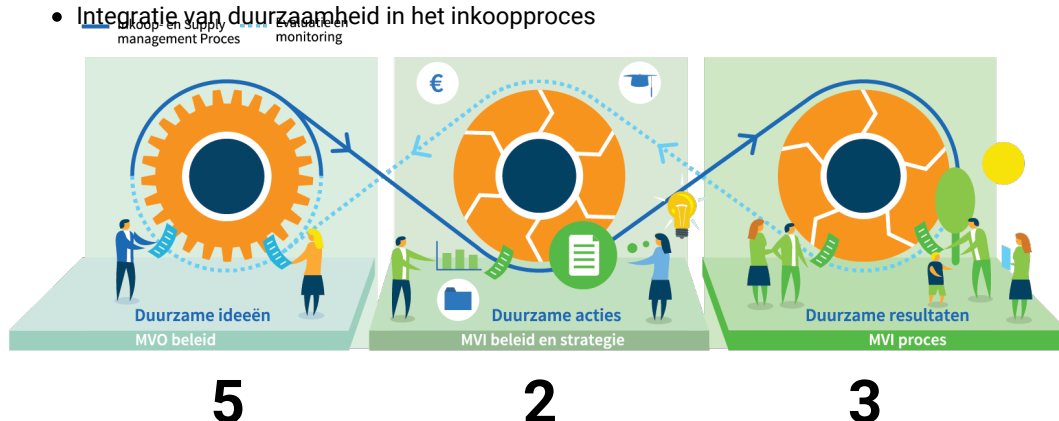 • Integratie van duurzaamheid in het inkoopproces
Inkoop- en Supply
management Proces
Evaluatie en
monitoring
€
Duurzame ideeën
Duurzame acties
Duurzame resultaten
MVO beleid
MVI beleid en strategie
MVI proces
5
2
3